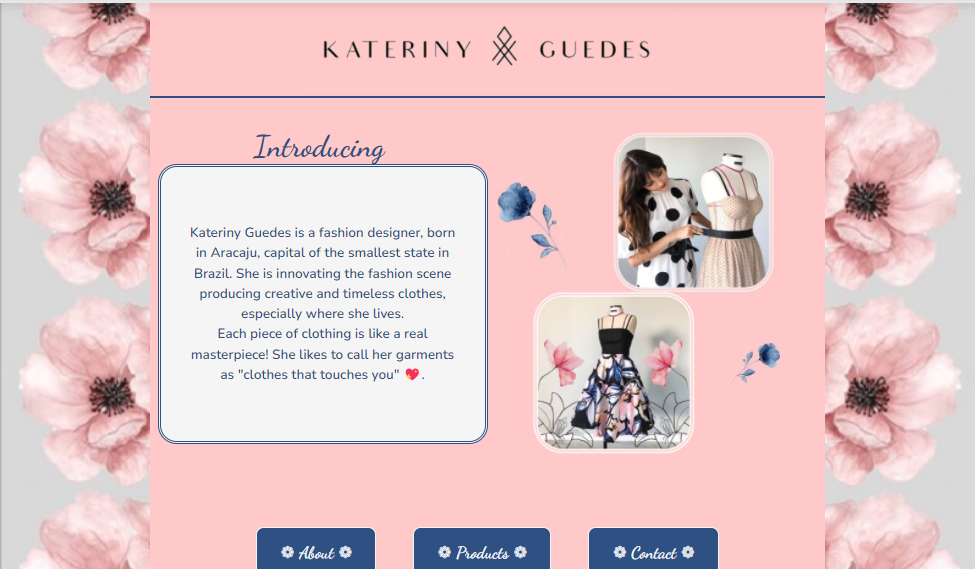 KATERINY GUEDES
Introducing
Kateriny Guedes is a fashion designer, born
in Aracaju, capital of the smallest state in
Brazil. She is innovating the fashion scene
producing creative and timeless clothes,
especially where she lives.
Each piece of clothing is like a real
masterpiece! She likes to call her garments
as "clothes that touches you" 💖.
❁ About ❁
❁ Products ❁
❁ Contact ❁